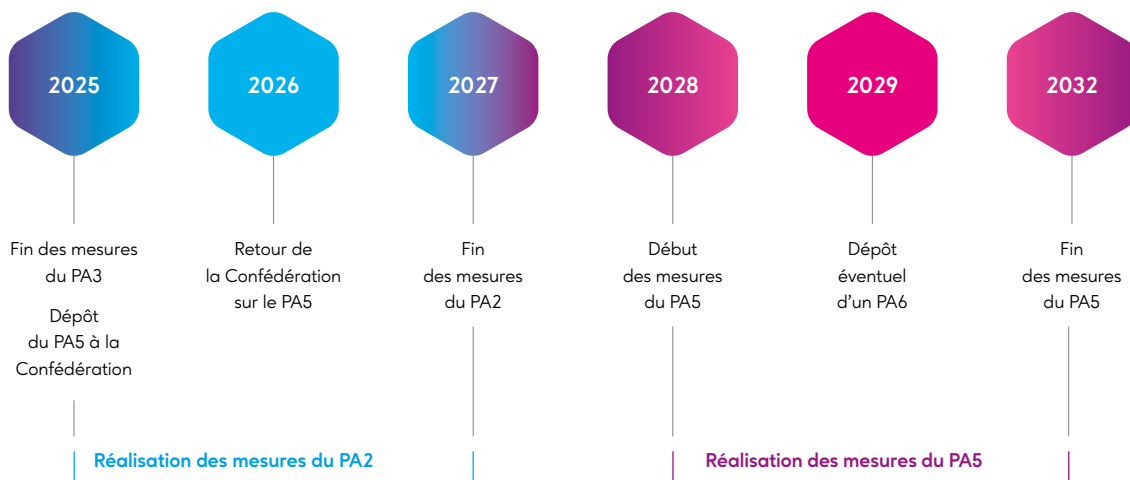 2025
2026
2027
2028
2029
2032
Fin des mesures
du PA3
Dépôt
du PA5 à la
Confédération
Retour de
la Confédération
sur le PA5
Fin
des mesures
du PA2
Début
des mesures
du PA5
Dépôt
éventuel
d'un PA6
Fin
des mesures
du PA5
Réalisation des mesures du PA2
Réalisation des mesures du PA5